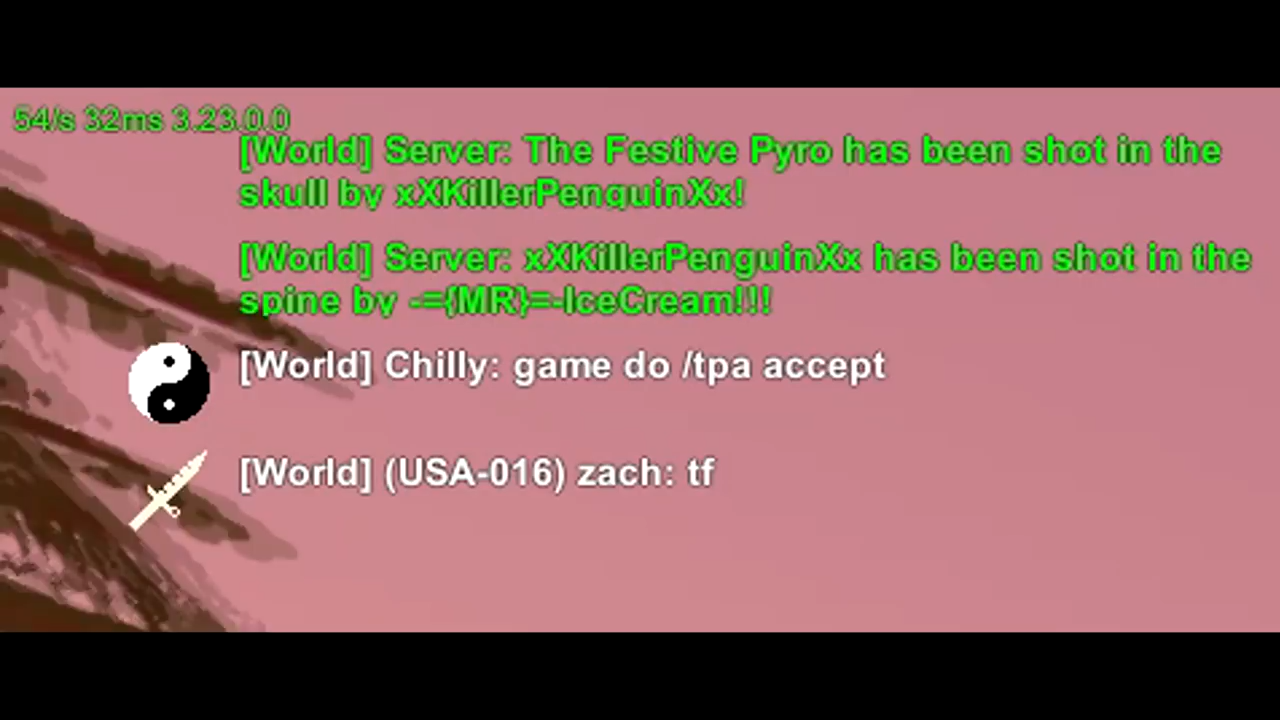 54/s 32ms 3.23.0.0
[World] Server: The Festive Pyro has been shot in the
skull by xXKillerPenguinXx!
[World] Server: xXKillerPenguinXx has been shot in the
spine by -={MR}=-IceCream!!!
[World] Chilly: game do /tpa accept
[World] (USA-016) zach: tf